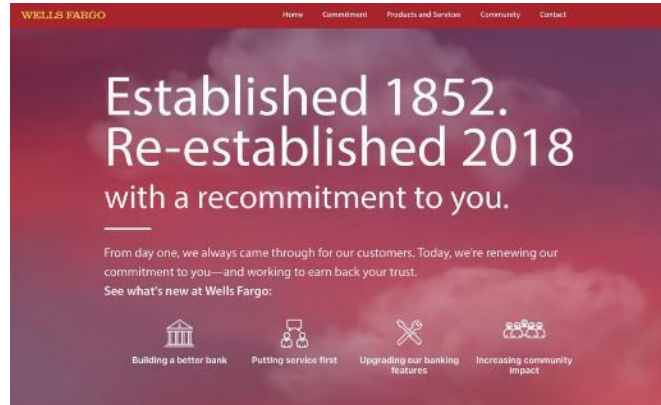 WELLS FARGO
Home Commitment Products and Services Community Contact
Established 1852.
Re-established 2018
with a recommitment to you.
From day one, we always came through for our customers. Today, we're renewing our
commitment to you—and working to earn back your trust.
See what's new at Wells Fargo:
Building a better bank
Putting service first
Upgrading our banking
features
Increasing community
impact